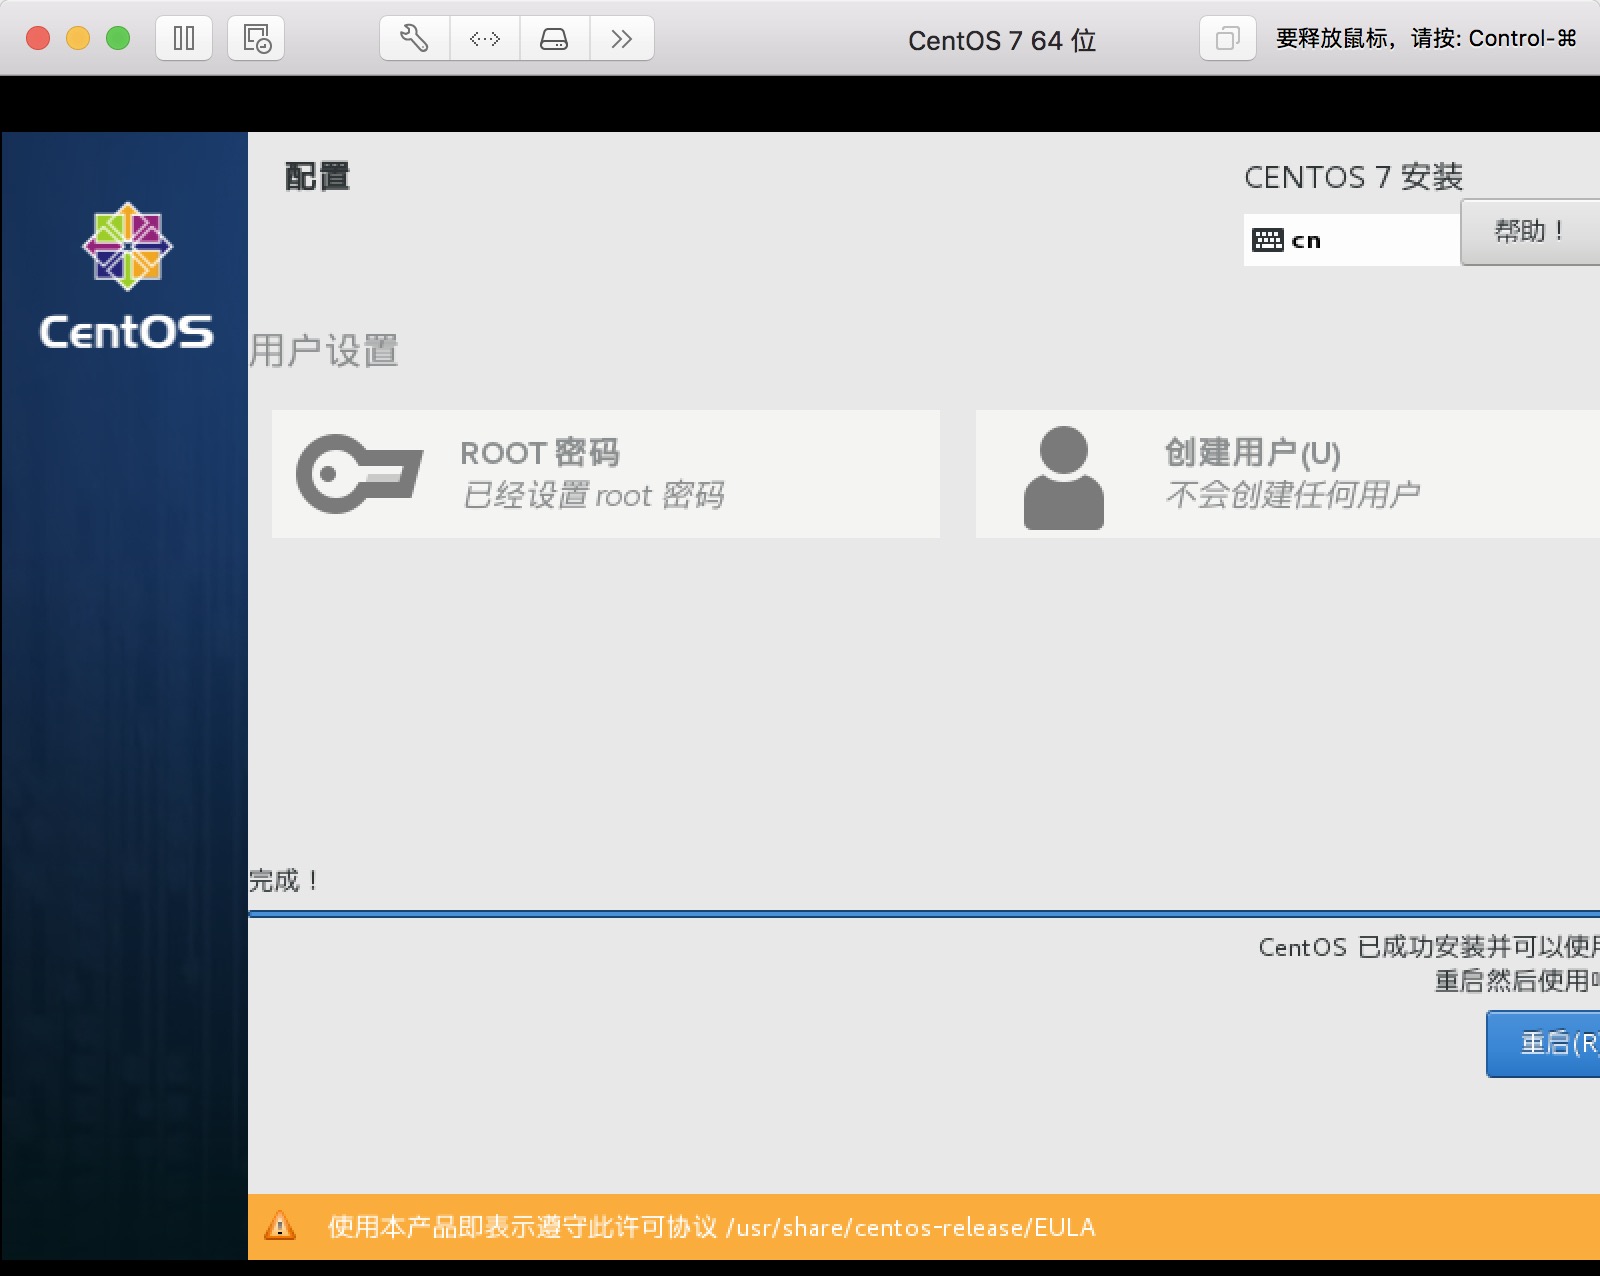 CentOS 7 64 位
要释放鼠标，请按: Control-⌘
配置
CENTOS 7 安装
cn
帮助！
CentOS
用户设置
ROOT 密码
已经设置 root 密码
创建用户(U)
不会创建任何用户
完成！
CentOS 已成功安装并可以使用
重启然后使用
重启(R)
使用本产品即表示遵守此许可协议 /usr/share/centos-release/EULA